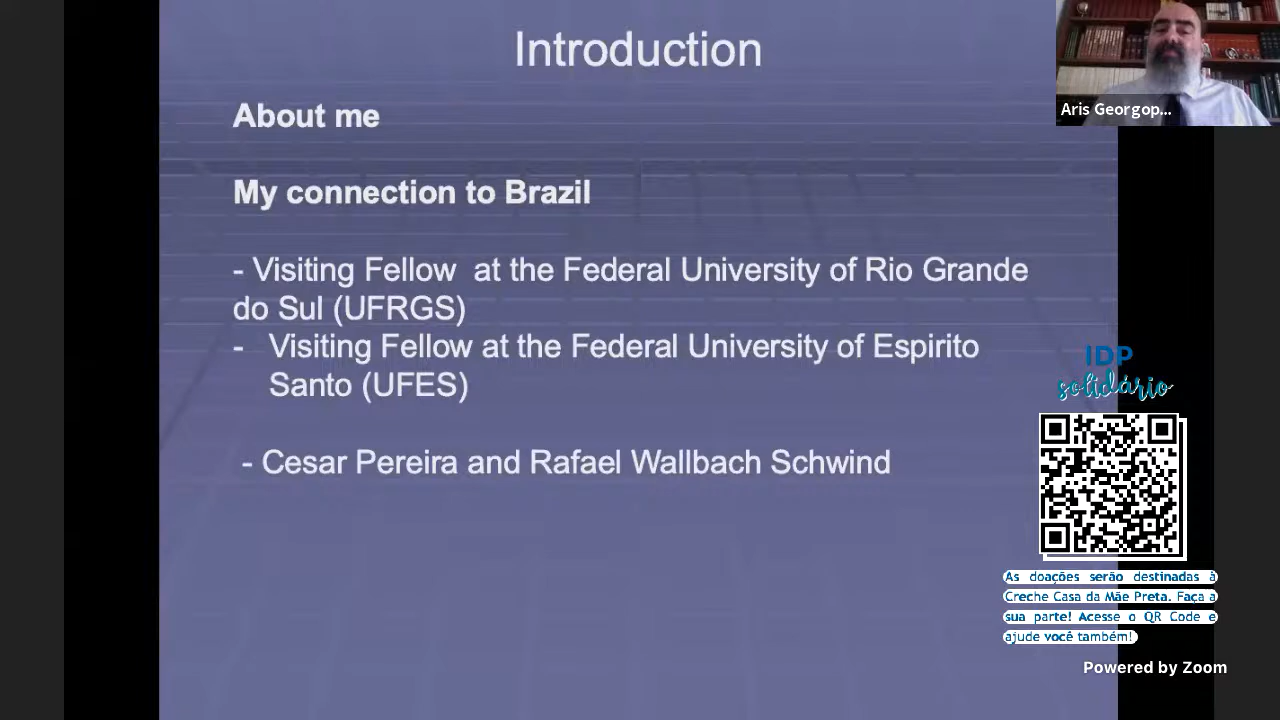 Introduction
Aris Georgop...
About me
My connection to Brazil
- Visiting Fellow at the Federal University of Rio Grande
do Sul (UFRGS)
- Visiting Fellow at the Federal University of Espirito
Santo (UFES)
- Cesar Pereira and Rafael Wallbach Schwind
IDP
solidário
As doações serão destinadas à
Creche Casa da Mãe Preta. Faça a
sua parte! Acesse o QR Code e
ajude você também!
Powered by Zoom